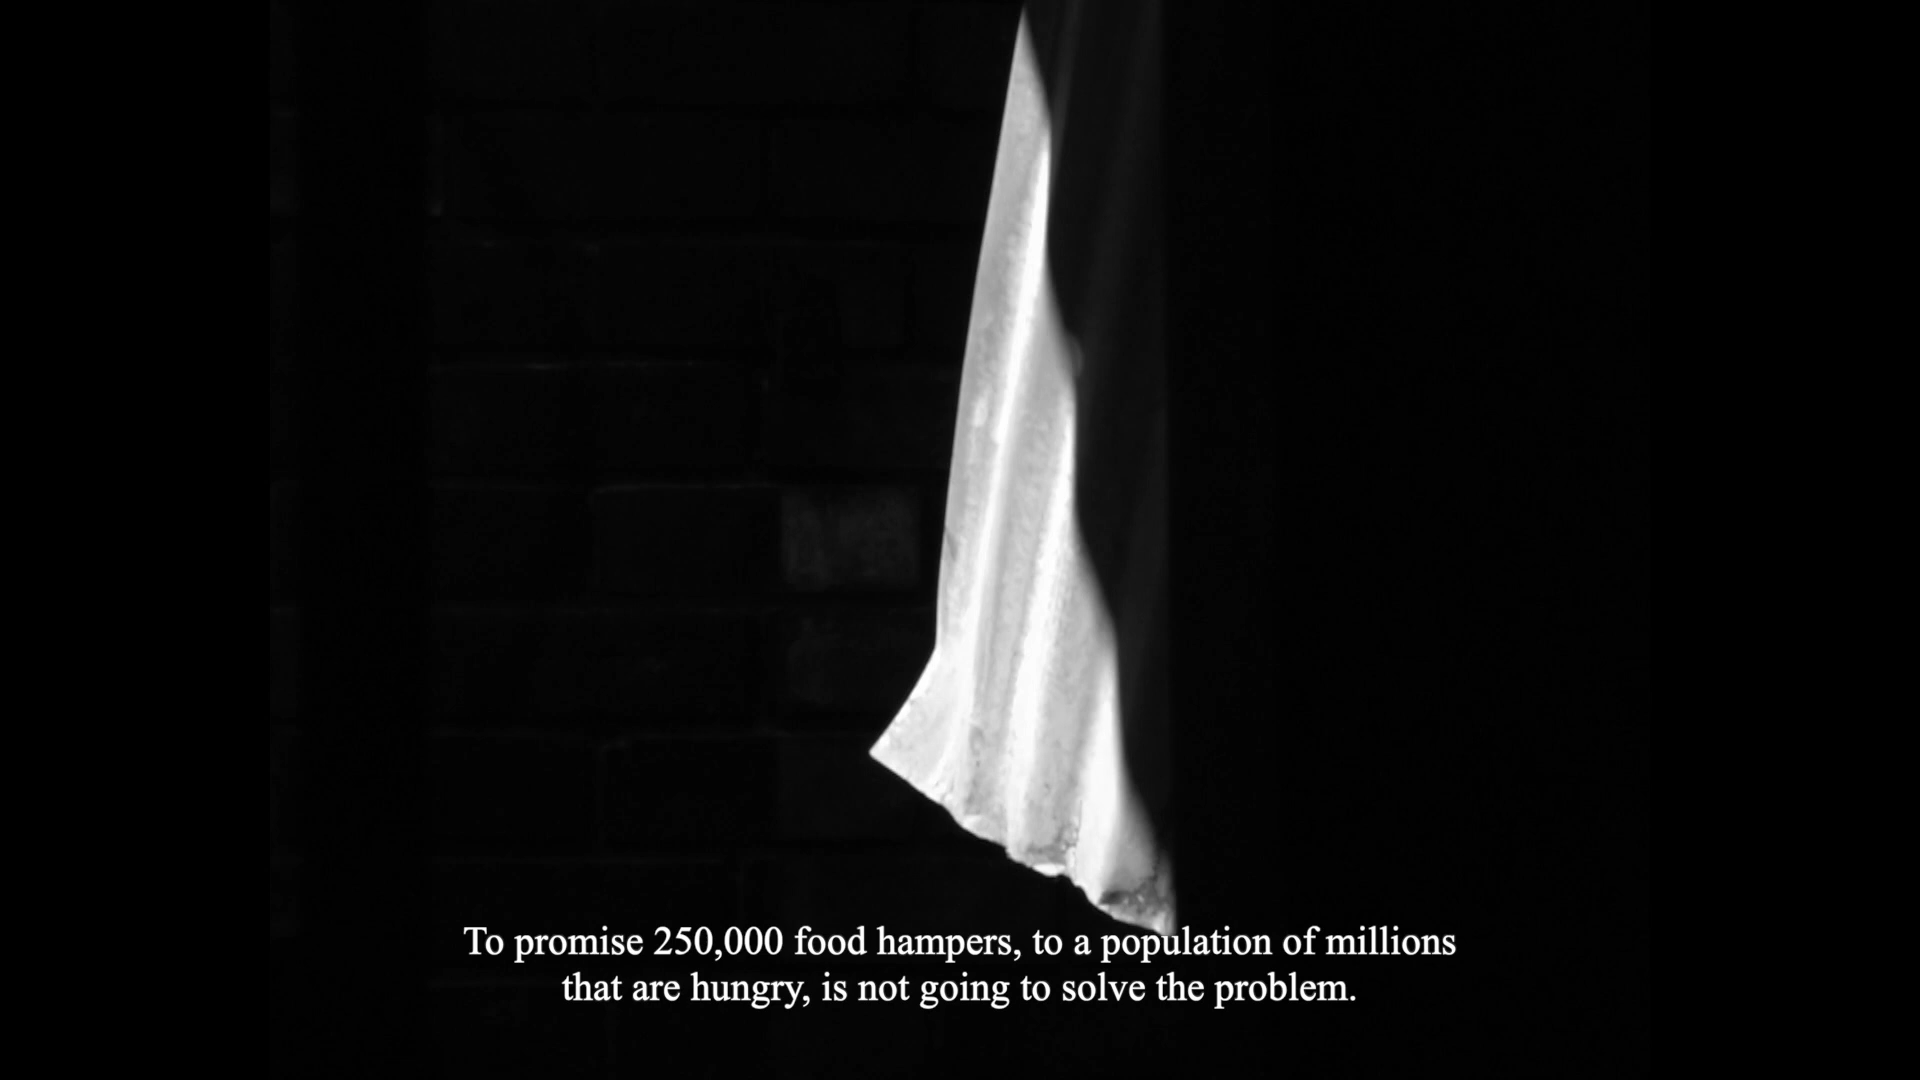 To promise 250,000 food hampers, to a population of millions
that are hungry, is not going to solve the problem.